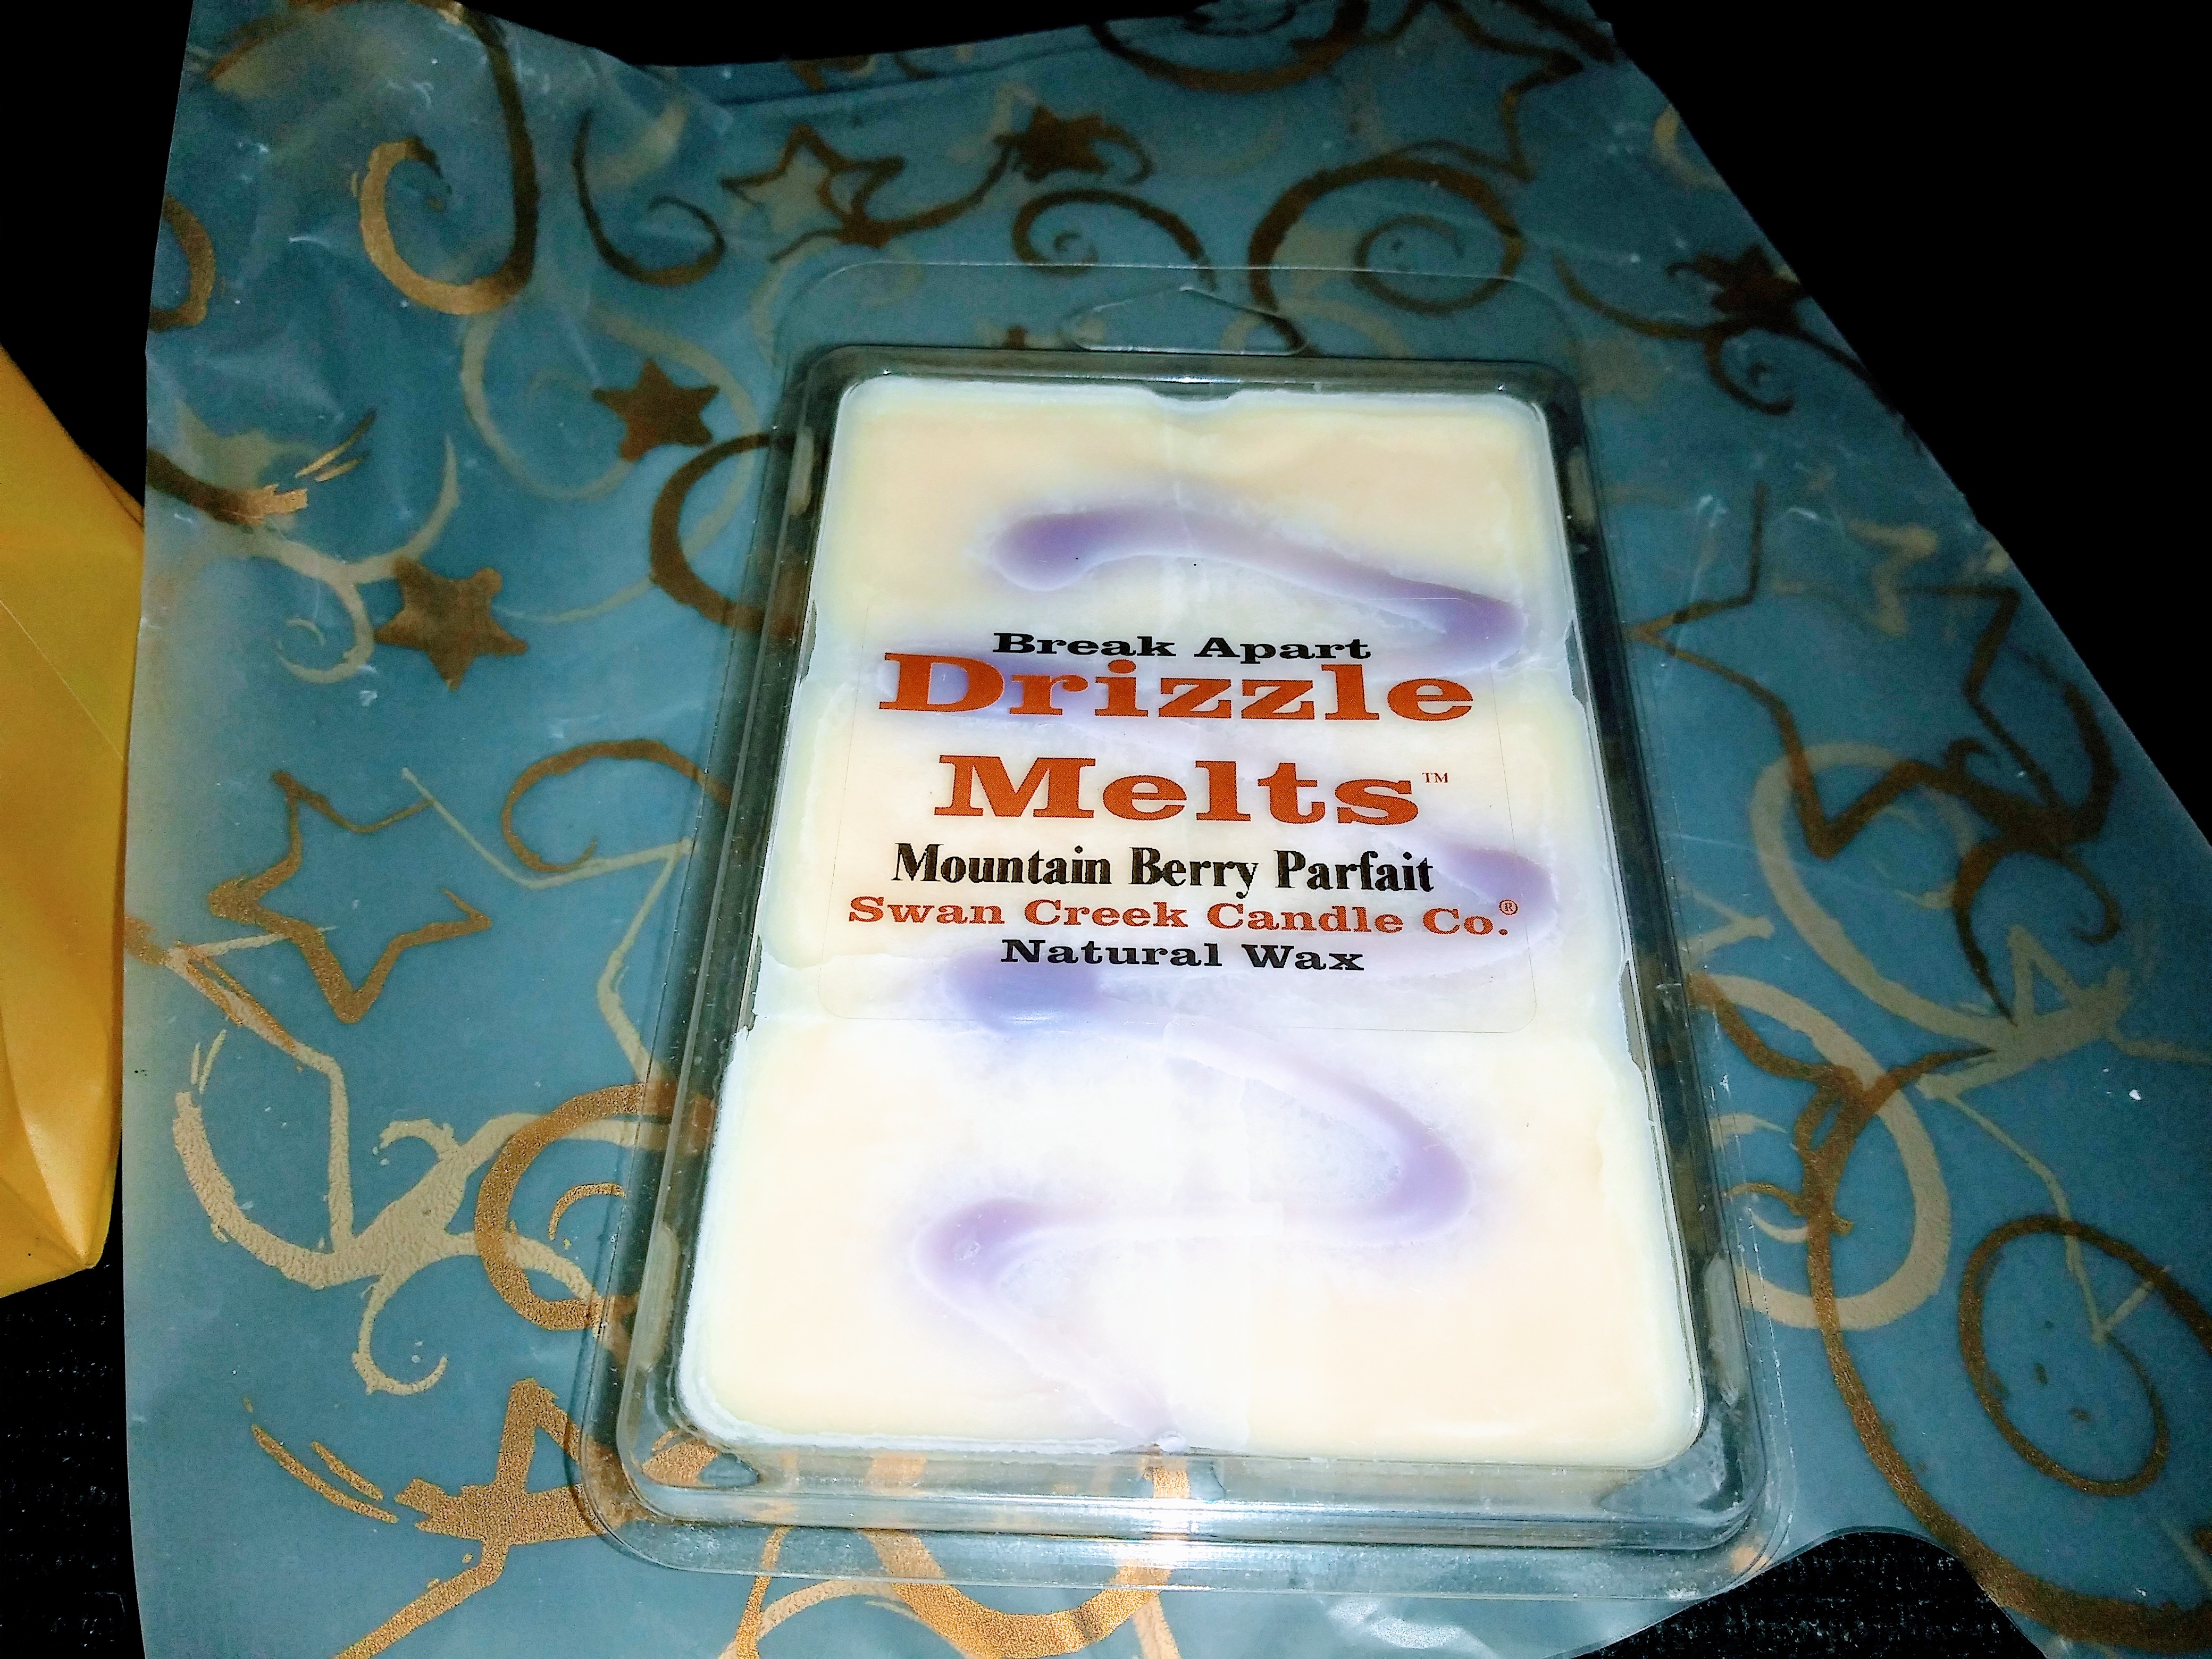 Break Apart
Drizzle
Melts™
Mountain Berry Parfait
Swan Creek Candle Co.®
Natural Wax